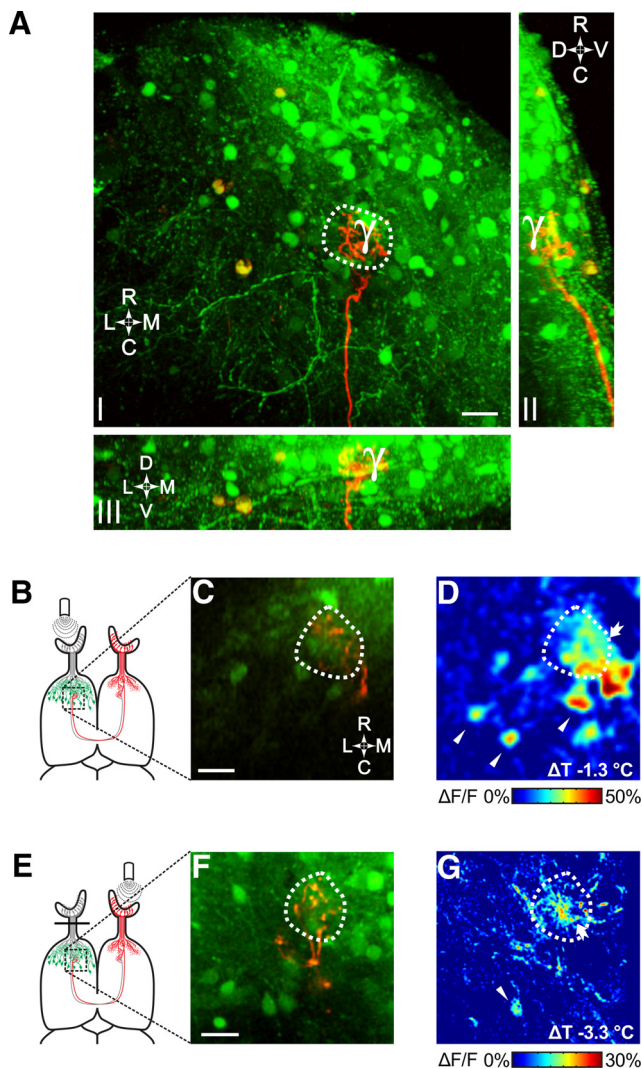 A
R
D V
C
γ
γ
R
L M
C
I
II
D
L M
V
γ
III
B
C
D
R
L M
C
ΔT -1.3 °C
ΔF/F 0% 50%
E
F
G
ΔT -3.3 °C
ΔF/F 0% 30%